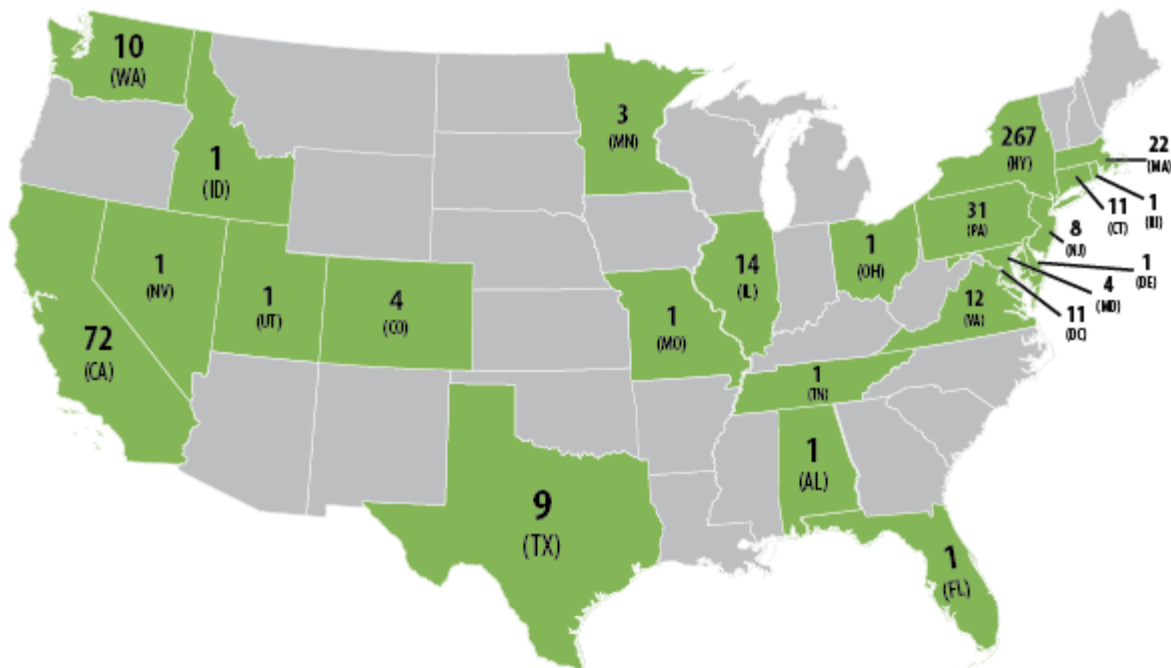 10
(WA)
3
(MN)
267
(NY)
22
(MA)
1
(ID)
31
(PA)
11
(CT)
1
(RI)
8
(NJ)
1
(NV)
1
(UT)
4
(CO)
14
(IL)
1
(OH)
1
(DE)
4
(MD)
11
(DC)
12
(VA)
72
(CA)
1
(MO)
1
(TN)
1
(AL)
9
(TX)
1
(FL)